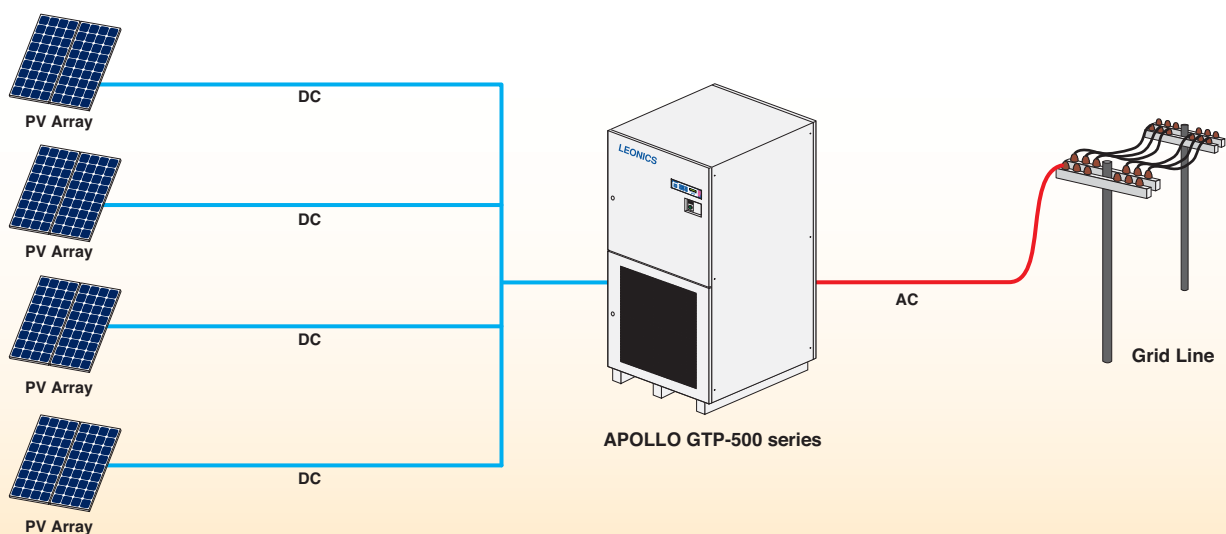 DC
PV Array
DC
PV Array
DC
PV Array
DC
PV Array
LEONICS
APOLLO GTP-500 series
AC
Grid Line